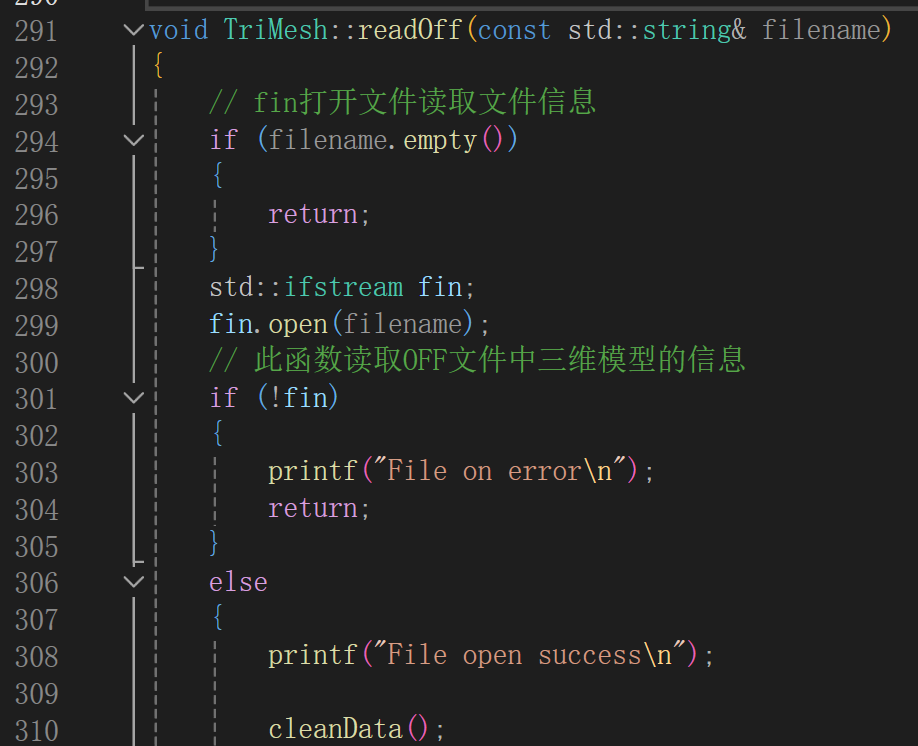 290
291 void TriMesh::readOff(const std::string& filename)
292 {
293 // fin打开文件读取文件信息
294 if (filename.empty())
295 {
296 return;
297 }
298 std::ifstream fin;
299 fin.open(filename);
300 // 此函数读取OFF文件中三维模型的信息
301 if (!fin)
302 {
303 printf("File on error\n");
304 return;
305 }
306 else
307 {
308 printf("File open success\n");
309
310 cleanData();